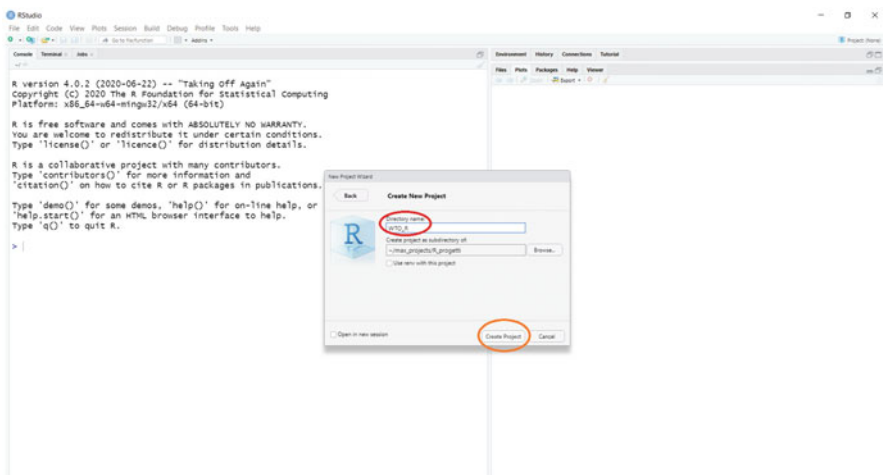 RStudio
File Edit Code View Plots Session Build Debug Profile Tools Help
Go to file/function Addins
Project: (None)
Console Terminal Jobs
Environment History Connections Tutorial
Files Plots Packages Help Viewer
Export
R version 4.0.2 (2020-06-22) -- "Taking Off Again"
Copyright (C) 2020 The R Foundation for Statistical Computing
Platform: x86_64-w64-mingw32/x64 (64-bit)
R is free software and comes with ABSOLUTELY NO WARRANTY.
You are welcome to redistribute it under certain conditions.
Type 'license()' or 'licence()' for distribution details.
R is a collaborative project with many contributors.
Type 'contributors()' for more information and
'citation()' on how to cite R or R packages in publications.
Type 'demo()' for some demos, 'help()' for on-line help, or
'help.start()' for an HTML browser interface to help.
Type 'q()' to quit R.
>
New Project Wizard
Back Create New Project
R
Directory name:
WTO_R
Create project as subdirectory of:
~/max_projects/R_progetti Browse...
Use renv with this project
Open in new session Create Project Cancel